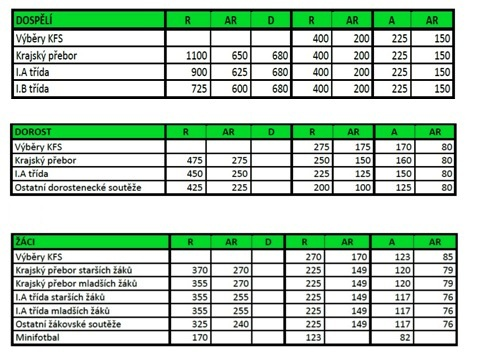 DOSPĚLÍ R AR D R AR A AR
Výběry KFS 400 200 225 150
Krajský přebor 1100 650 680 400 200 225 150
I.A třída 900 625 680 400 200 225 150
I.B třída 725 600 680 400 200 225 150
DOROST R AR D R AR A AR
Výběry KFS 275 175 170 80
Krajský přebor 475 275 250 150 160 80
I.A třída 450 250 225 125 150 80
Ostatní dorostenecké soutěže 425 225 200 100 125 80
ŽÁCI R AR D R AR A AR
Výběry KFS 270 170 123 85
Krajský přebor starších žáků 370 270 225 149 120 79
Krajský přebor mladších žáků 355 270 225 149 120 79
I.A třída starších žáků 355 255 225 149 117 76
I.A třída mladších žáků 355 255 225 149 117 76
Ostatní žákovské soutěže 325 240 225 149 117 76
Minifotbal 170 123 82